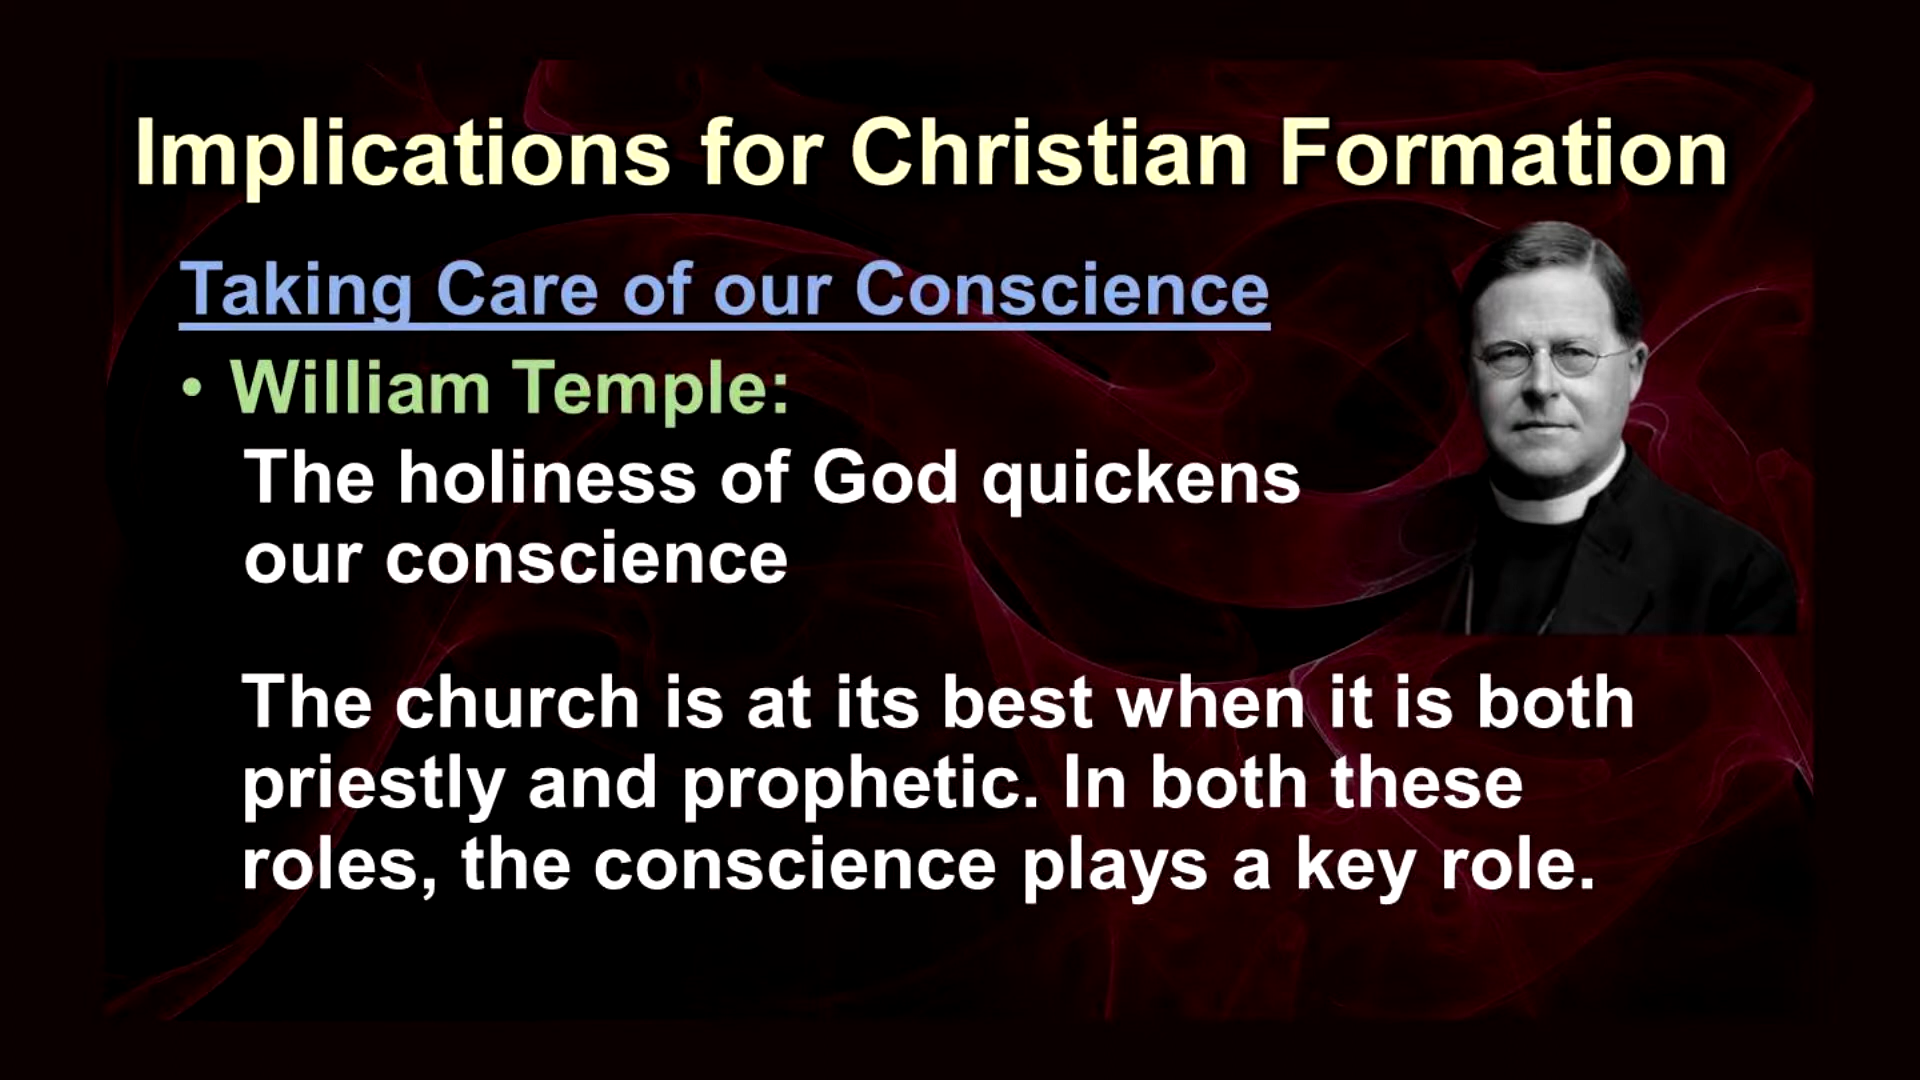 Implications for Christian Formation
Taking Care of our Conscience
• William Temple:
The holiness of God quickens
our conscience
The church is at its best when it is both
priestly and prophetic. In both these
roles, the conscience plays a key role.